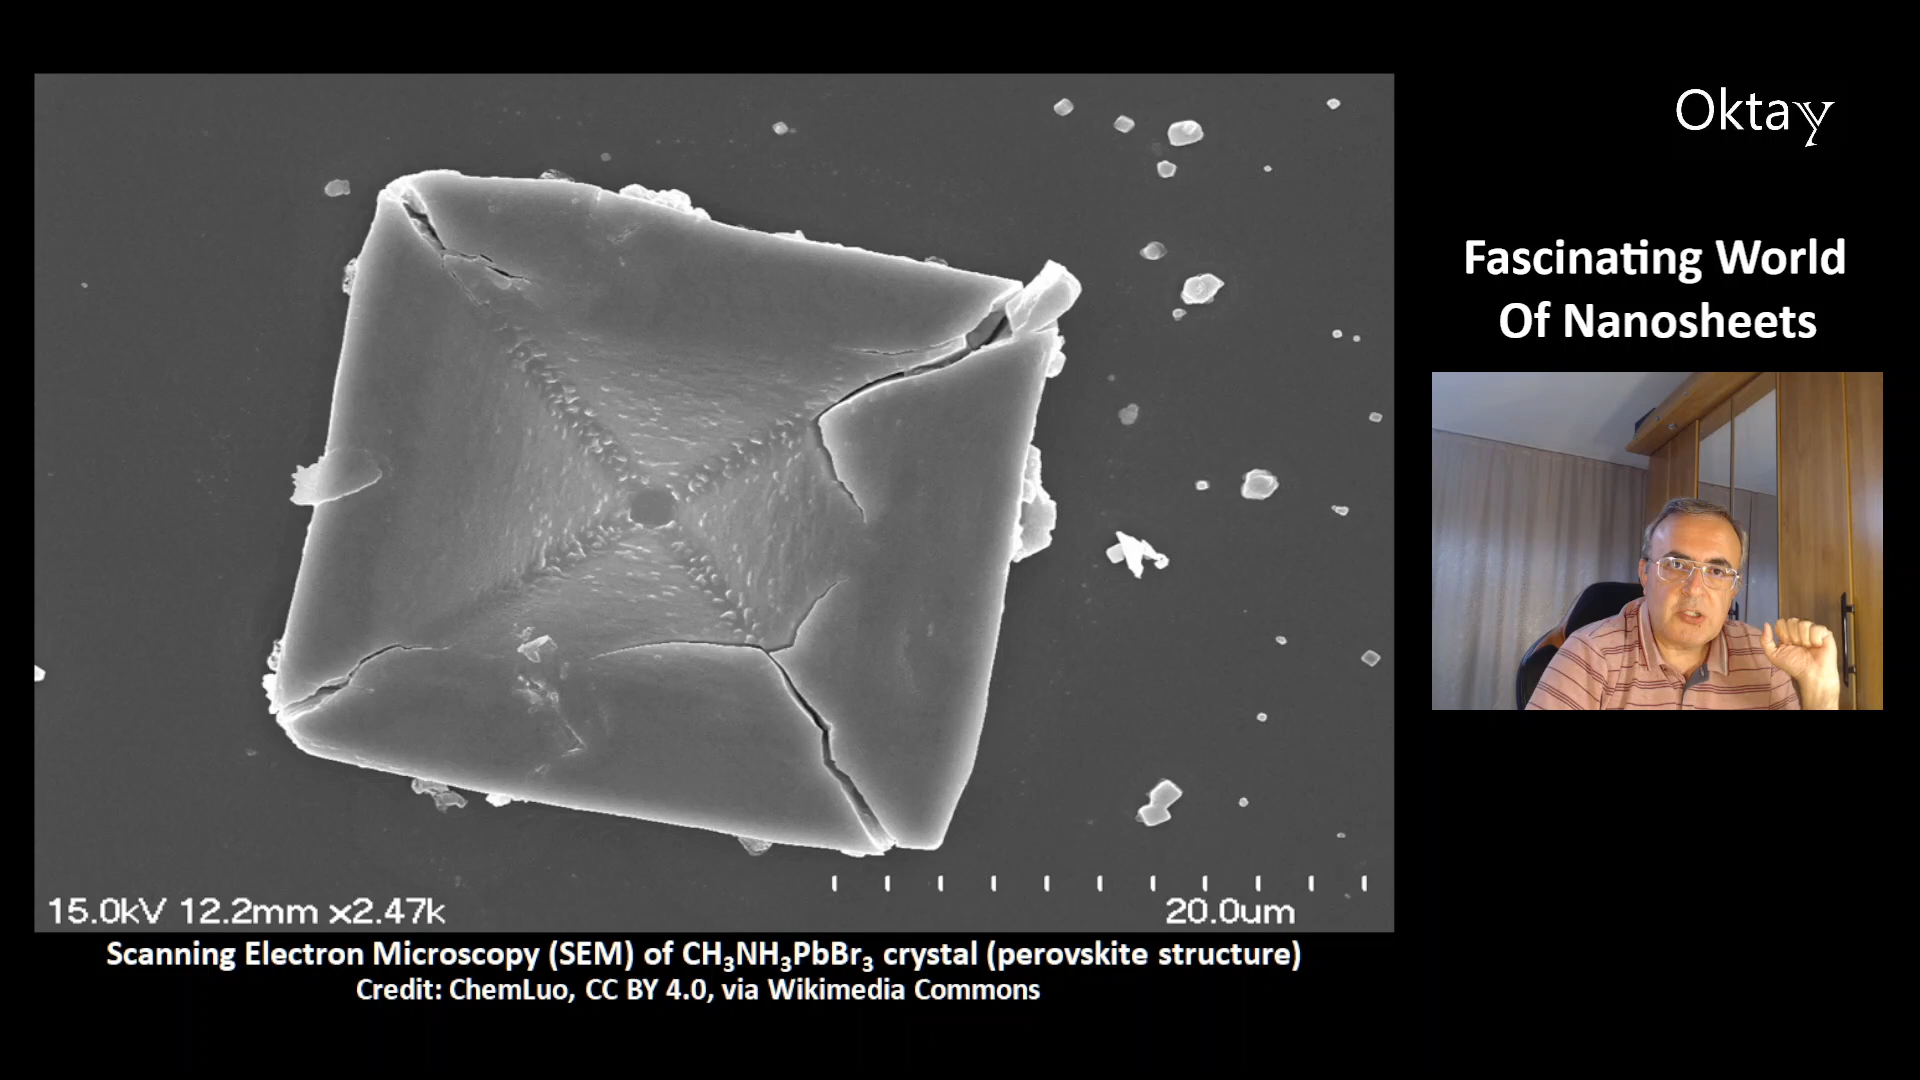 Oktay
Fascinating World
Of Nanosheets
15.0kV 12.2mm x2.47k
20.0um
Scanning Electron Microscopy (SEM) of CH₃NH₃PbBr₃ crystal (perovskite structure)
Credit: ChemLuo, CC BY 4.0, via Wikimedia Commons